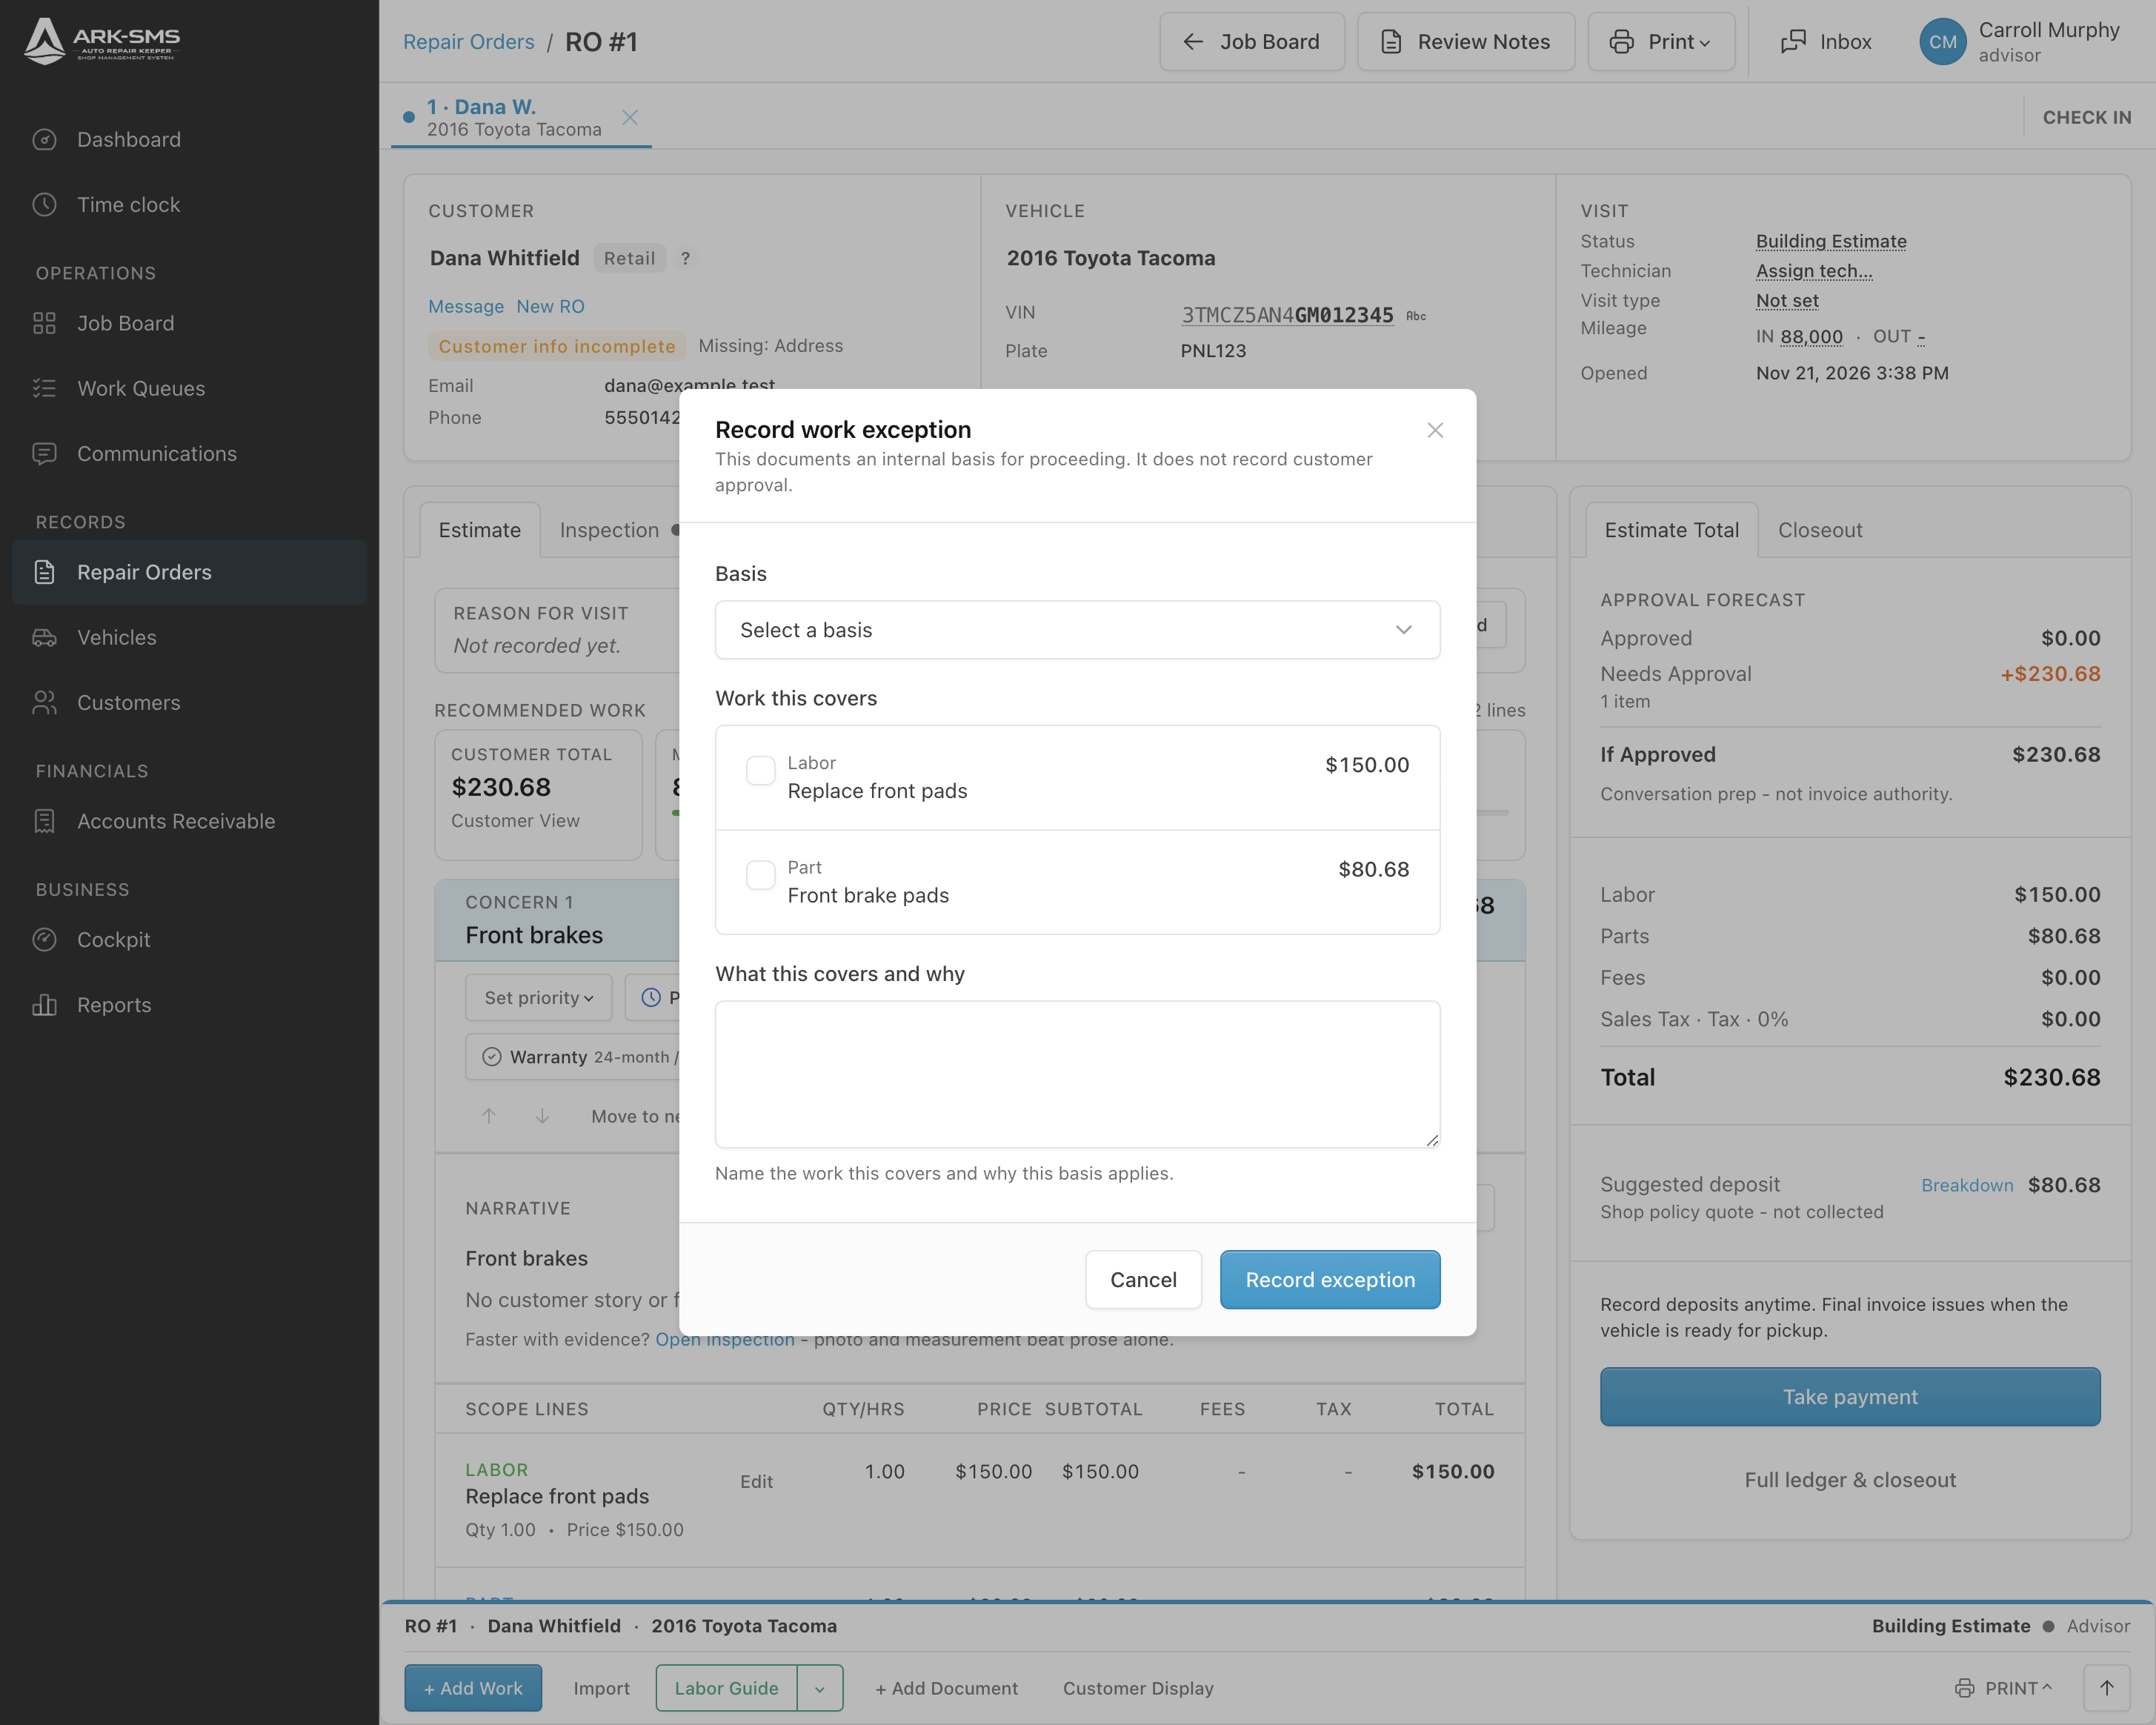 ARK-SMS
AUTO REPAIR KEEPER
SHOP MANAGEMENT SYSTEM
Dashboard
Time clock
OPERATIONS
Job Board
Work Queues
Communications
RECORDS
Repair Orders
Vehicles
Customers
FINANCIALS
Accounts Receivable
BUSINESS
Cockpit
Reports
Repair Orders / RO #1
Job Board
Review Notes
Print
Inbox
CM
Carroll Murphy
advisor
1 · Dana W.
2016 Toyota Tacoma
CHECK IN
CUSTOMER
Dana Whitfield Retail ?
Message New RO
Customer info incomplete Missing: Address
Email dana@example.test
Phone 5550142
VEHICLE
2016 Toyota Tacoma
VIN 3TMCZ5AN4GM012345 Abc
Plate PNL123
VISIT
Status Building Estimate
Technician Assign tech...
Visit type Not set
Mileage IN 88,000 · OUT -
Opened Nov 21, 2026 3:38 PM
Estimate Inspection
REASON FOR VISIT
Not recorded yet.
RECOMMENDED WORK
2 lines
CUSTOMER TOTAL
$230.68
Customer View
CONCERN 1
Front brakes
Set priority
Warranty 24-month /
Move to
NARRATIVE
Front brakes
No customer story or
Faster with evidence? Open Inspection - photo and measurement beat prose alone.
SCOPE LINES QTY/HRS PRICE SUBTOTAL FEES TAX TOTAL
LABOR
Replace front pads
Edit 1.00 $150.00 $150.00 - - $150.00
Qty 1.00 • Price $150.00
Record work exception
This documents an internal basis for proceeding. It does not record customer
approval.
Basis
Select a basis
Work this covers
Labor
Replace front pads
$150.00
Part
Front brake pads
$80.68
What this covers and why
Name the work this covers and why this basis applies.
Cancel
Record exception
Estimate Total Closeout
APPROVAL FORECAST
Approved $0.00
Needs Approval +$230.68
1 item
If Approved $230.68
Conversation prep - not invoice authority.
Labor $150.00
Parts $80.68
Fees $0.00
Sales Tax · Tax · 0% $0.00
Total $230.68
Suggested deposit Breakdown $80.68
Shop policy quote - not collected
Record deposits anytime. Final invoice issues when the
vehicle is ready for pickup.
Take payment
Full ledger & closeout
RO #1 · Dana Whitfield · 2016 Toyota Tacoma
Building Estimate Advisor
+ Add Work
Import
Labor Guide
+ Add Document
Customer Display
PRINT